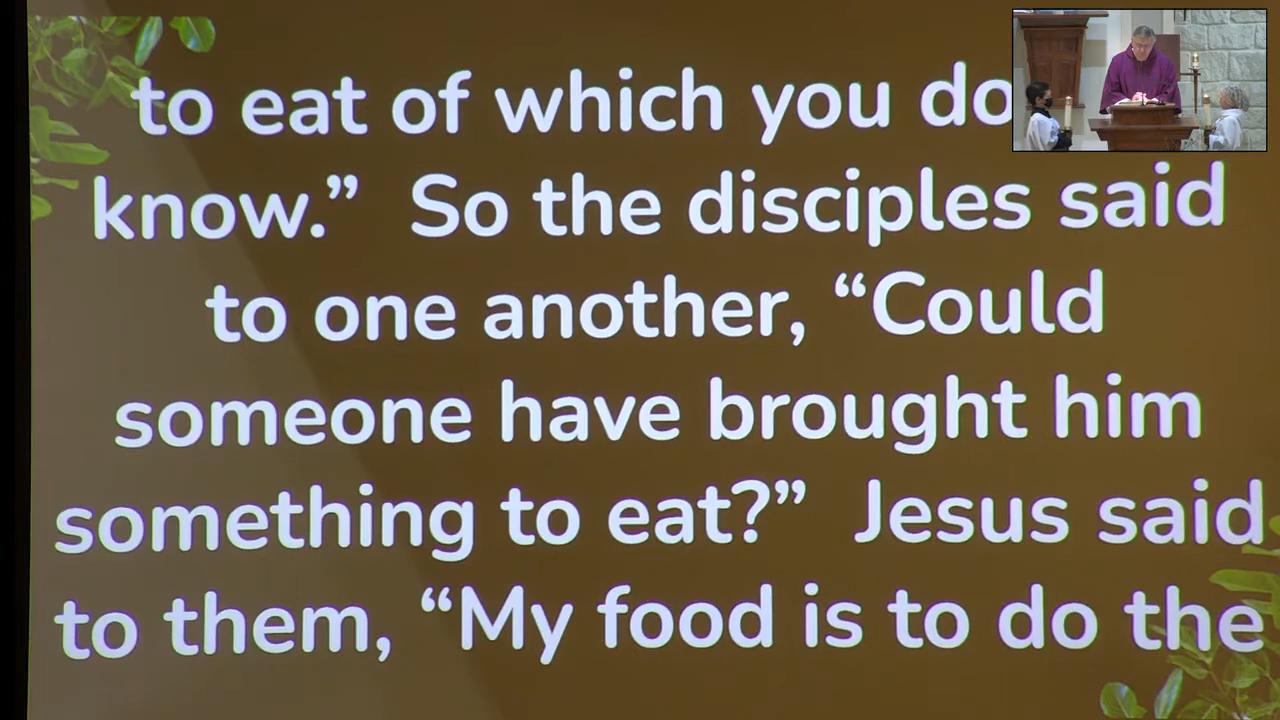 to eat of which you do
know.” So the disciples said
to one another, “Could
someone have brought him
something to eat?” Jesus said
to them, “My food is to do the